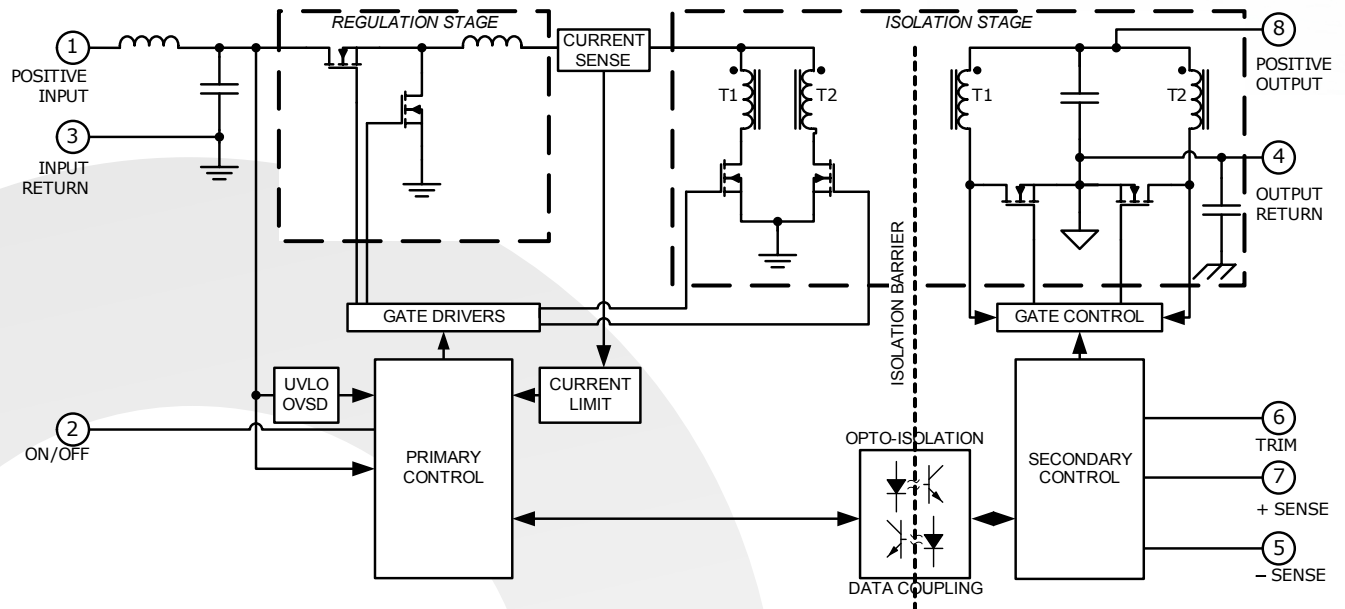 REGULATION STAGE
ISOLATION STAGE
1
POSITIVE
INPUT
CURRENT
SENSE
8
POSITIVE
OUTPUT
T1
T2
T1
T2
3
INPUT
RETURN
4
OUTPUT
RETURN
ISOLATION BARRIER
GATE DRIVERS
GATE CONTROL
UVLO
OVSD
CURRENT
LIMIT
2
ON/OFF
PRIMARY
CONTROL
OPTO-ISOLATION
DATA COUPLING
SECONDARY
CONTROL
6
TRIM
7
+ SENSE
5
− SENSE